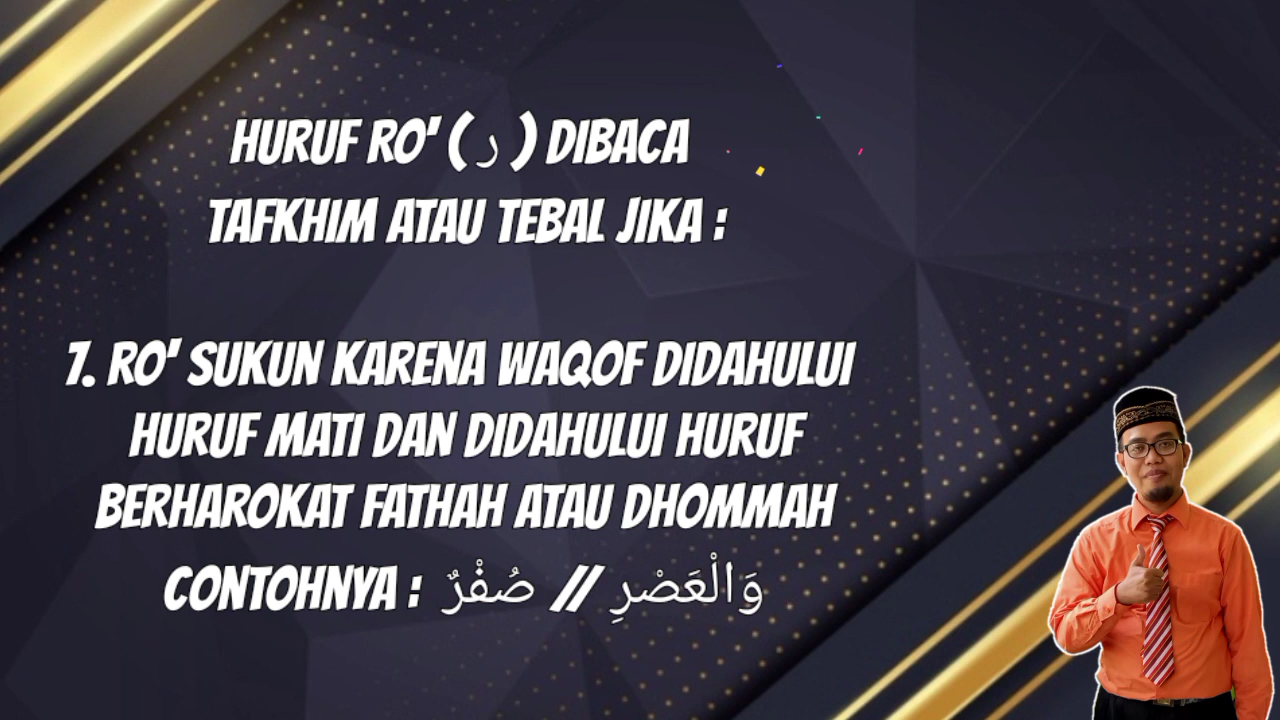 HURUF RO' ( ر ) DIBACA
TAFKHIM ATAU TEBAL JIKA :
7. RO' SUKUN KARENA WAQOF DIDAHULUI
HURUF MATI DAN DIDAHULUI HURUF
BERHAROKAT FATHAH ATAU DHOMMAH
CONTOHNYA : وَالْعَصْرِ // صُفْرٌ